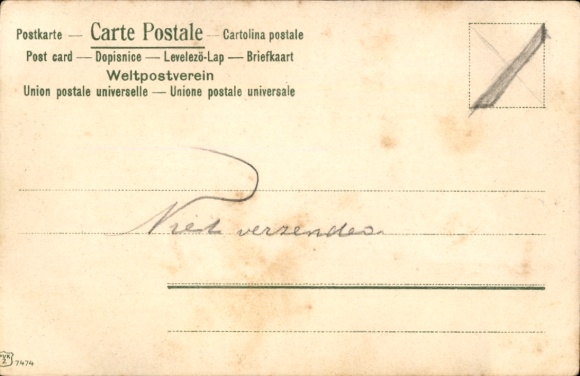 Postkarte — Carte Postale — Cartolina postale
Post card — Dopisnice — Levelező-Lap — Briefkaart
Weltpostverein
Union postale universelle — Unione postale universale
Niet verzenden
7474